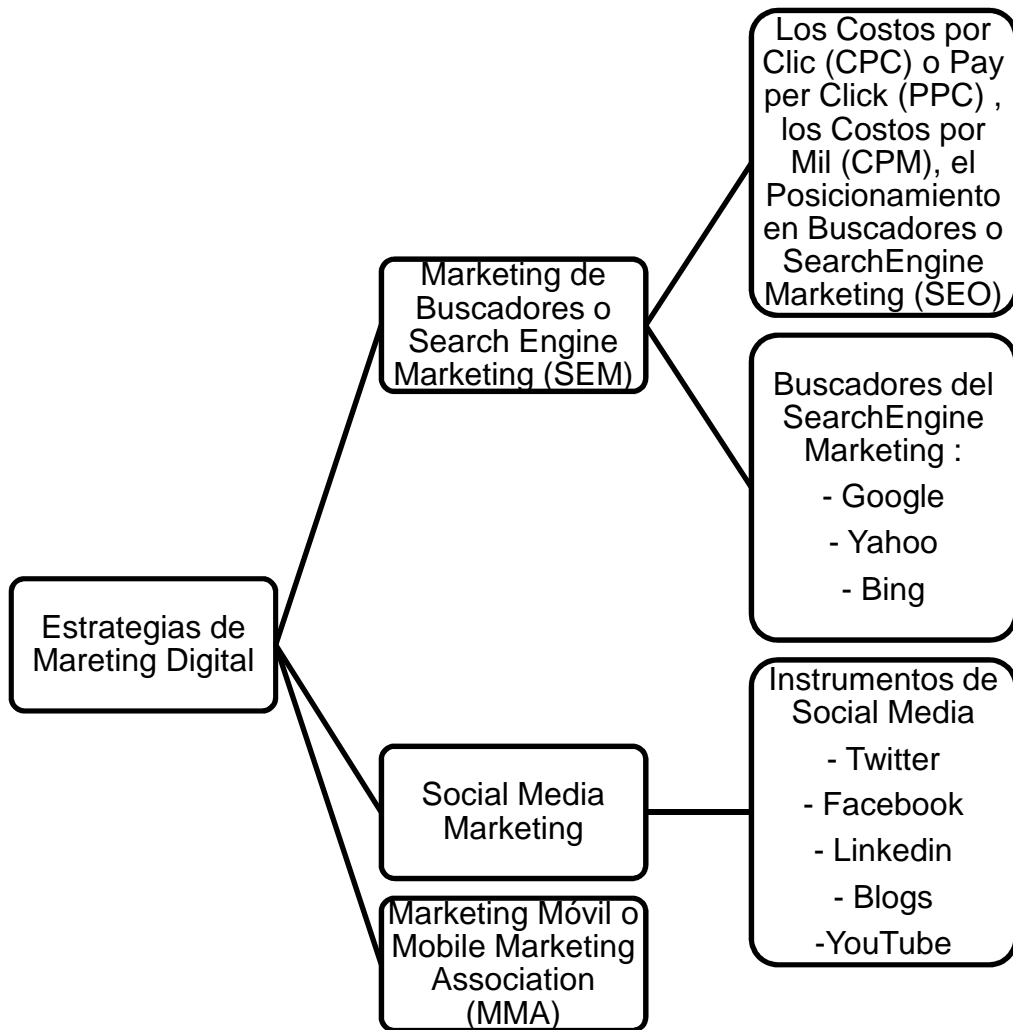 Estrategias de
Mareting Digital
Marketing de
Buscadores o
Search Engine
Marketing (SEM)
Los Costos por
Clic (CPC) o Pay
per Click (PPC) ,
los Costos por
Mil (CPM), el
Posicionamiento
en Buscadores o
SearchEngine
Marketing (SEO)
Buscadores del
SearchEngine
Marketing :
- Google
- Yahoo
- Bing
Social Media
Marketing
Instrumentos de
Social Media
- Twitter
- Facebook
- Linkedin
- Blogs
-YouTube
Marketing Móvil o
Mobile Marketing
Association
(MMA)